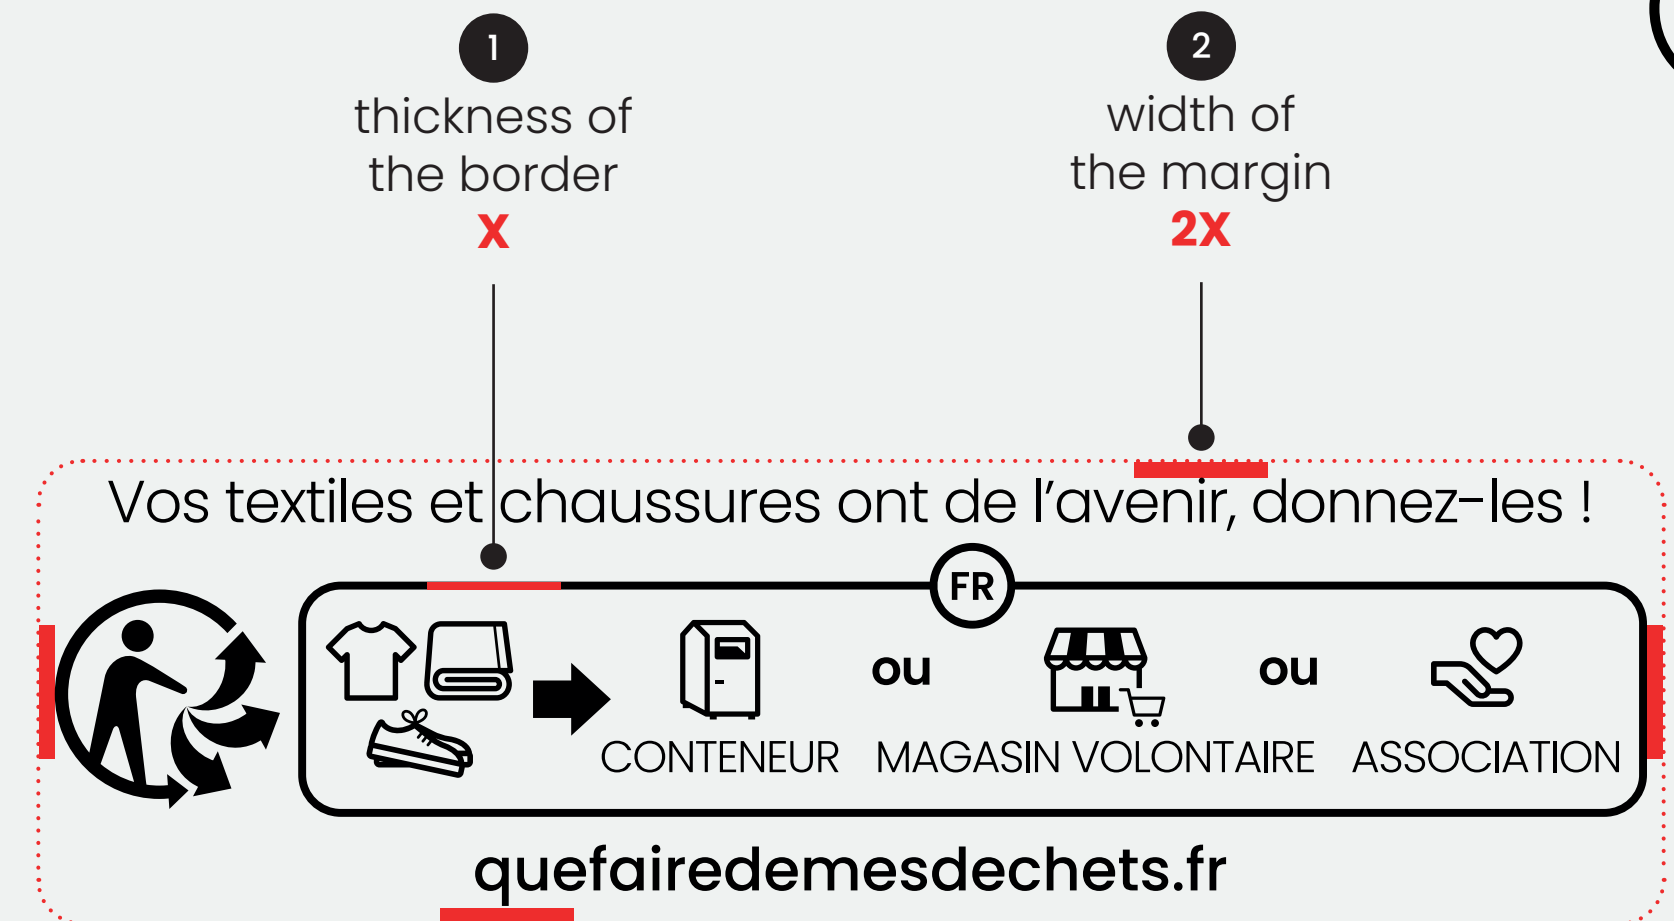 1
thickness of
the border
X
2
width of
the margin
2X
Vos textiles et chaussures ont de l’avenir, donnez-les !
FR
ou
ou
CONTENEUR MAGASIN VOLONTAIRE ASSOCIATION
quefairedemesdechets.fr